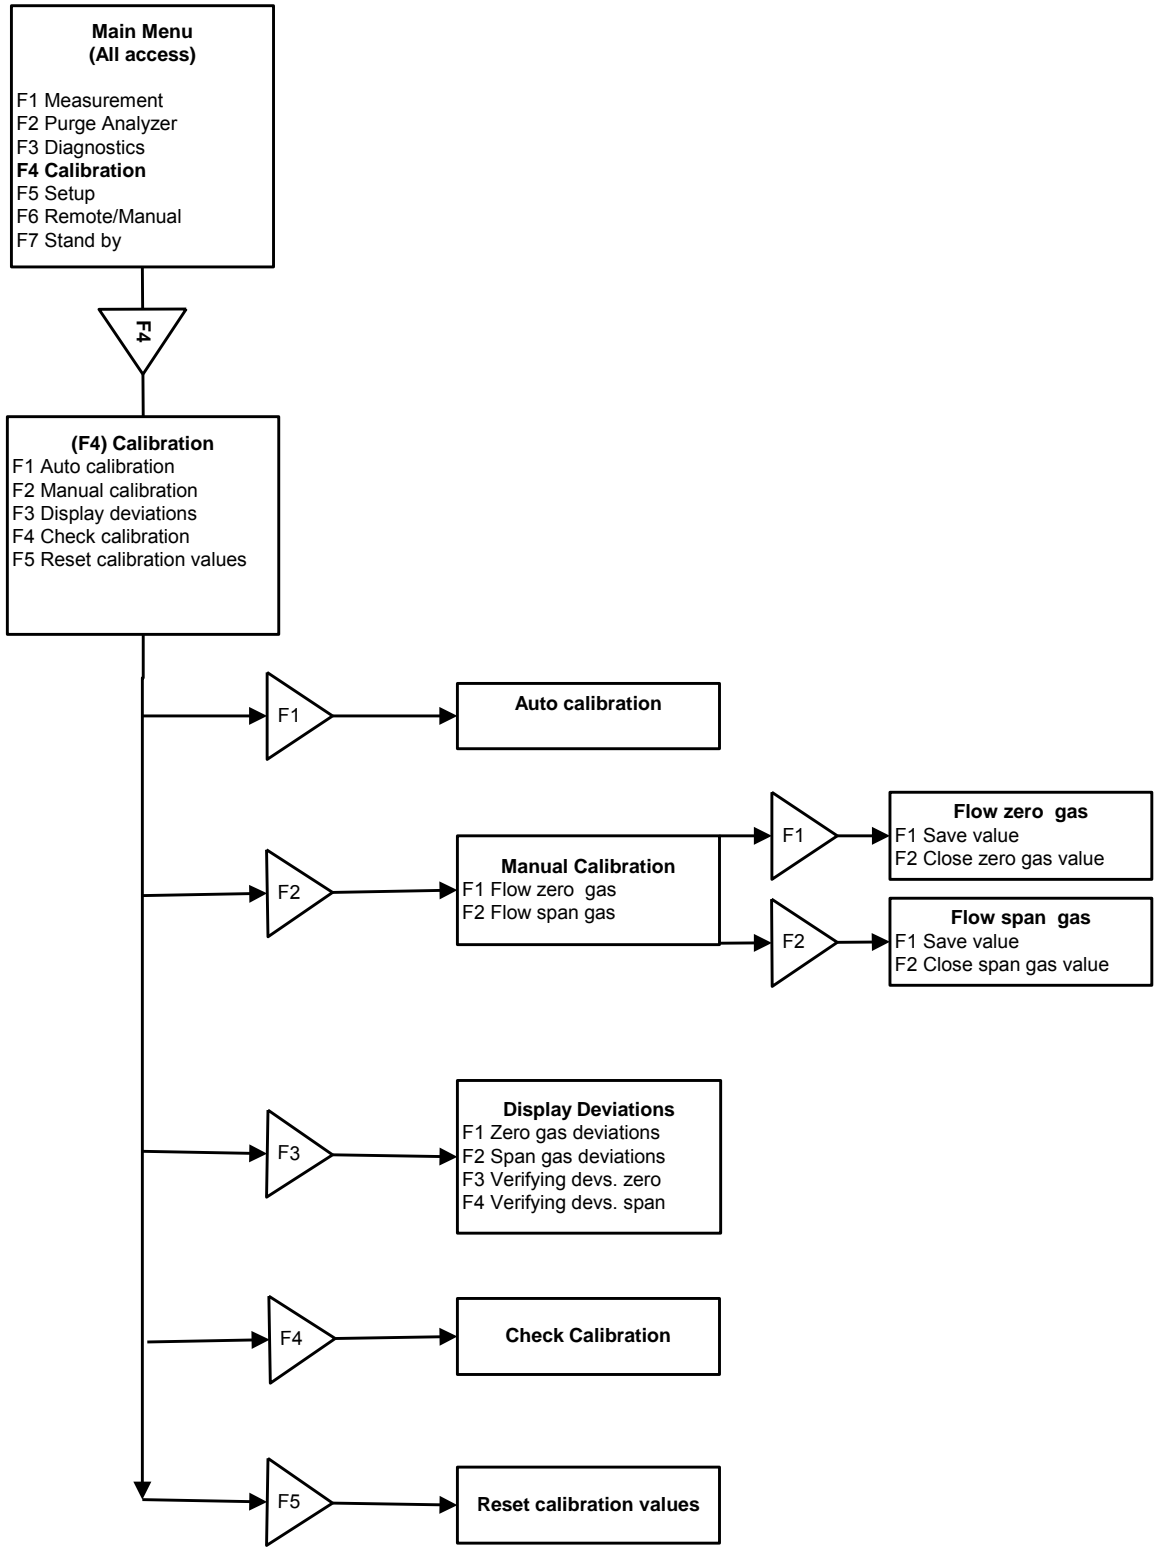 Main Menu
(All access)
F1 Measurement
F2 Purge Analyzer
F3 Diagnostics
F4 Calibration
F5 Setup
F6 Remote/Manual
F7 Stand by
F4
(F4) Calibration
F1 Auto calibration
F2 Manual calibration
F3 Display deviations
F4 Check calibration
F5 Reset calibration values
F1
Auto calibration
F2
Manual Calibration
F1 Flow zero gas
F2 Flow span gas
F1
Flow zero gas
F1 Save value
F2 Close zero gas value
F2
Flow span gas
F1 Save value
F2 Close span gas value
F3
Display Deviations
F1 Zero gas deviations
F2 Span gas deviations
F3 Verifying devs. zero
F4 Verifying devs. span
F4
Check Calibration
F5
Reset calibration values